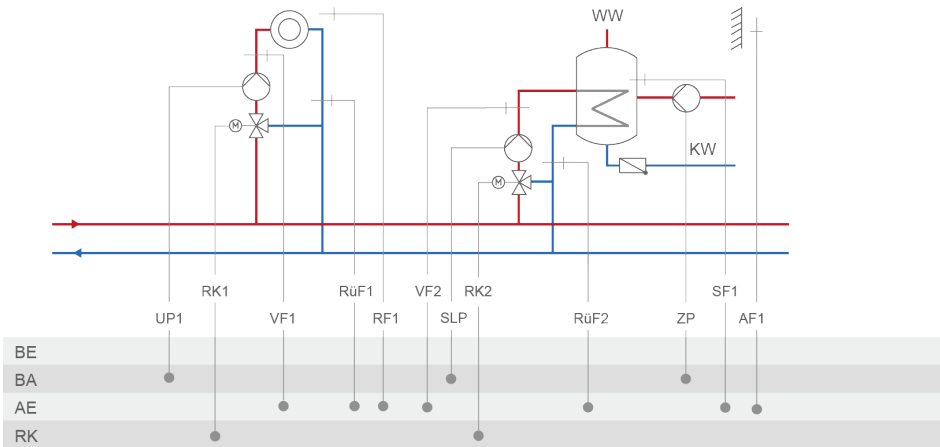 WW
M
KW
M
RK1 RüF1 VF2 RK2 SF1
UP1 VF1 RF1 SLP RüF2 ZP AF1
BE
BA
AE
RK